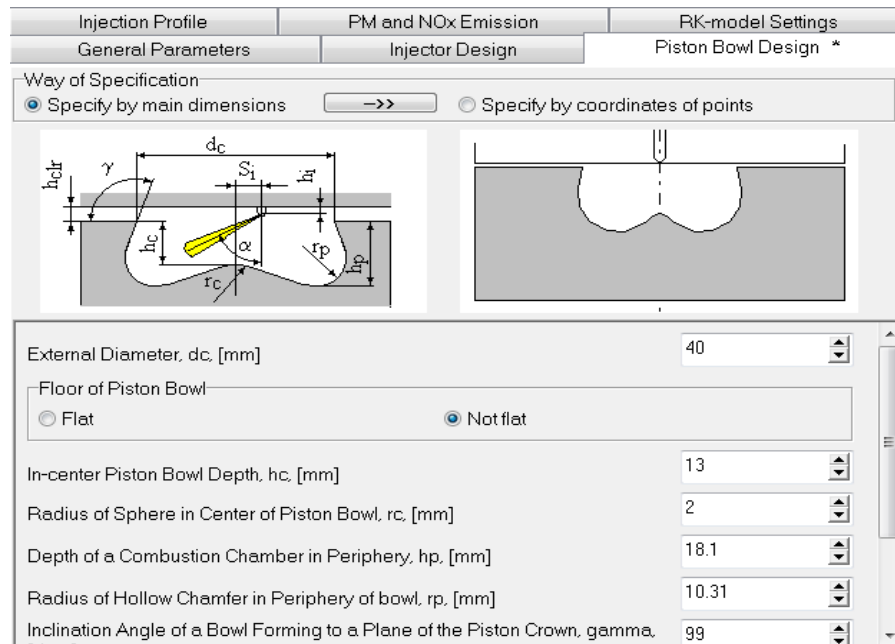 Injection Profile
PM and NOx Emission
RK-model Settings
General Parameters
Injector Design
Piston Bowl Design *
Way of Specification
Specify by main dimensions
-->>
Specify by coordinates of points
dc
Si
hi
hclr
γ
hc
α
rp
hp
rc
External Diameter, dc, [mm]
40
Floor of Piston Bowl
Flat
Not flat
In-center Piston Bowl Depth, hc, [mm]
13
Radius of Sphere in Center of Piston Bowl, rc, [mm]
2
Depth of a Combustion Chamber in Periphery, hp, [mm]
18.1
Radius of Hollow Chamfer in Periphery of bowl, rp, [mm]
10.31
Inclination Angle of a Bowl Forming to a Plane of the Piston Crown, gamma,
99